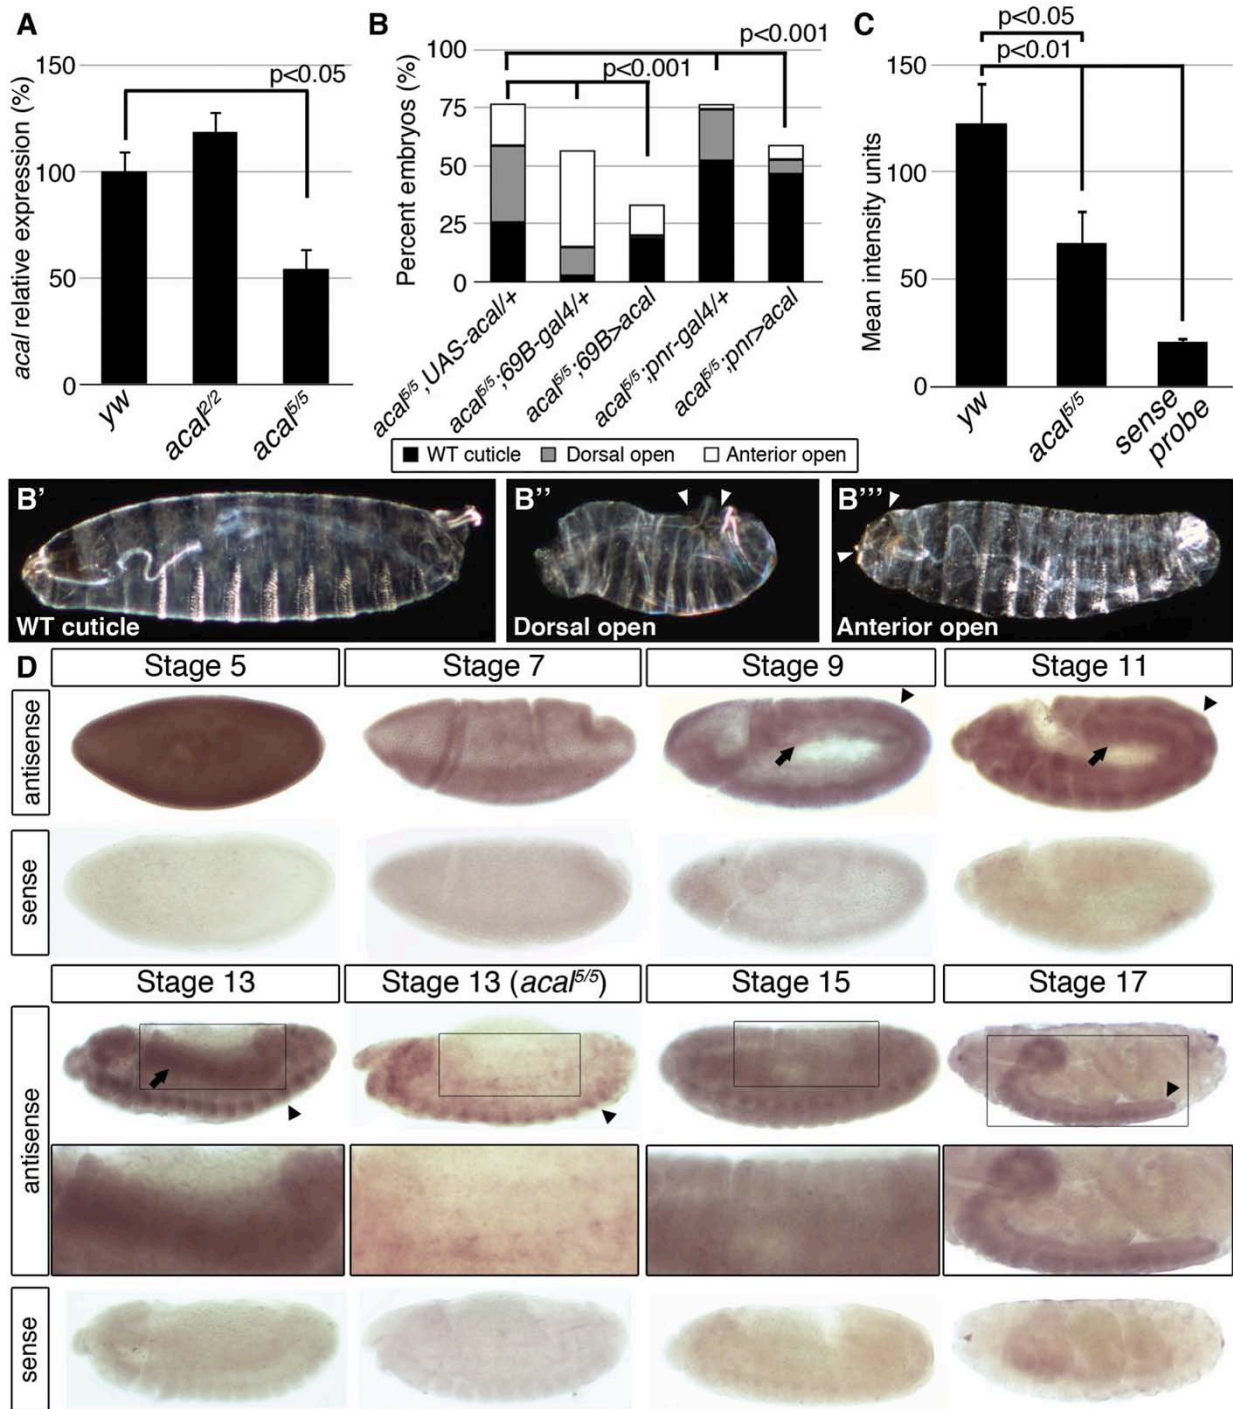 A
acal relative expression (%)
150
100
50
0
p<0.05
yw
acal2/2
acal5/5
B
Percent embryos (%)
100
75
50
25
0
p<0.001
p<0.001
acal5/5,UAS-acal/+
acal5/5;69B-gal4/+
acal5/5;69B>acal
acal5/5;pnr-gal4/+
acal5/5;pnr>acal
WT cuticle Dorsal open Anterior open
C
Mean intensity units
150
100
50
0
p<0.05
p<0.01
yw
acal5/5
sense
probe
B'
WT cuticle
B''
Dorsal open
B'''
Anterior open
D
Stage 5 Stage 7 Stage 9 Stage 11
antisense
sense
Stage 13 Stage 13 (acal5/5) Stage 15 Stage 17
antisense
sense